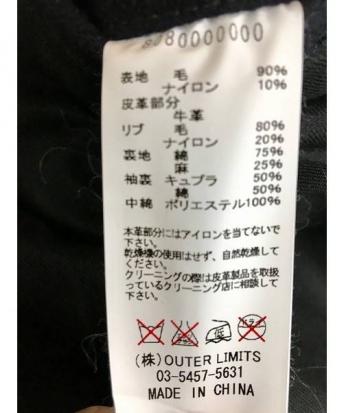 表地 毛 90%
ナイロン 10%
皮革部分
牛革
リブ 毛 80%
ナイロン 20%
裏地 綿 75%
麻 25%
袖裏 キュプラ 50%
綿 50%
中綿 ポリエステル100%
本革部分にはアイロンを当てないで
下さい。
乾燥機の使用はせず、自然乾燥して
ください。
クリーニングの際は皮革製品を取扱
っているクリーニング店に相談して
下さい。
(株)OUTER LIMITS
03-5457-5631
MADE IN CHINA